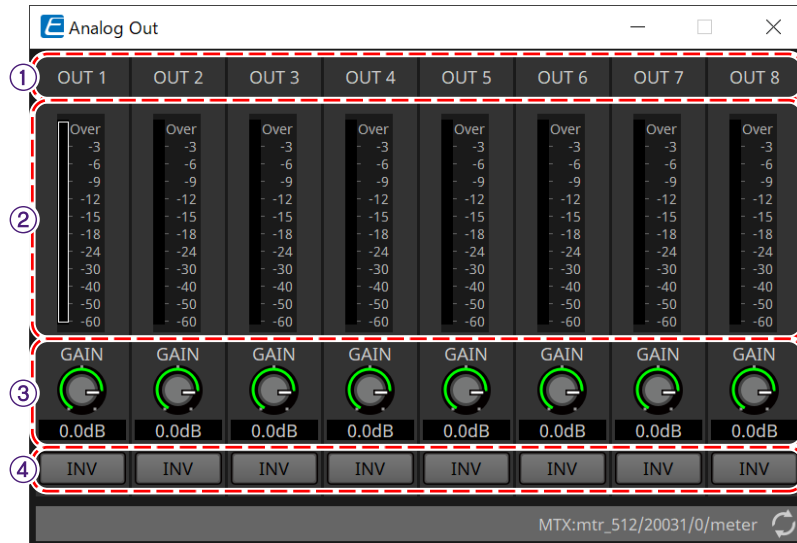 E Analog Out
① OUT 1 OUT 2 OUT 3 OUT 4 OUT 5 OUT 6 OUT 7 OUT 8
Over Over Over Over Over Over Over Over
-3 -3 -3 -3 -3 -3 -3 -3
-6 -6 -6 -6 -6 -6 -6 -6
-9 -9 -9 -9 -9 -9 -9 -9
-12 -12 -12 -12 -12 -12 -12 -12
② -15 -15 -15 -15 -15 -15 -15 -15
-18 -18 -18 -18 -18 -18 -18 -18
-24 -24 -24 -24 -24 -24 -24 -24
-30 -30 -30 -30 -30 -30 -30 -30
-40 -40 -40 -40 -40 -40 -40 -40
-50 -50 -50 -50 -50 -50 -50 -50
-60 -60 -60 -60 -60 -60 -60 -60
GAIN GAIN GAIN GAIN GAIN GAIN GAIN GAIN
③
0.0dB 0.0dB 0.0dB 0.0dB 0.0dB 0.0dB 0.0dB 0.0dB
④ INV INV INV INV INV INV INV INV
MTX:mtr_512/20031/0/meter